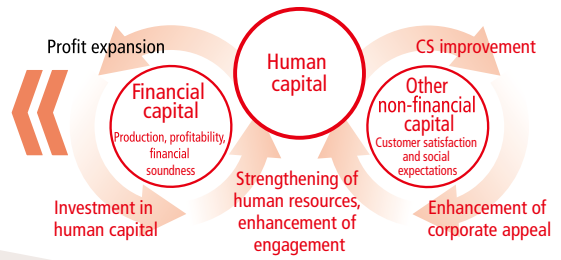 Profit expansion
Human
capital
CS improvement
Financial
capital
Production, profitability,
financial
soundness
Other
non-financial
capital
Customer satisfaction
and social
expectations
Investment in
human capital
Strengthening of
human resources,
enhancement of
engagement
Enhancement of
corporate appeal